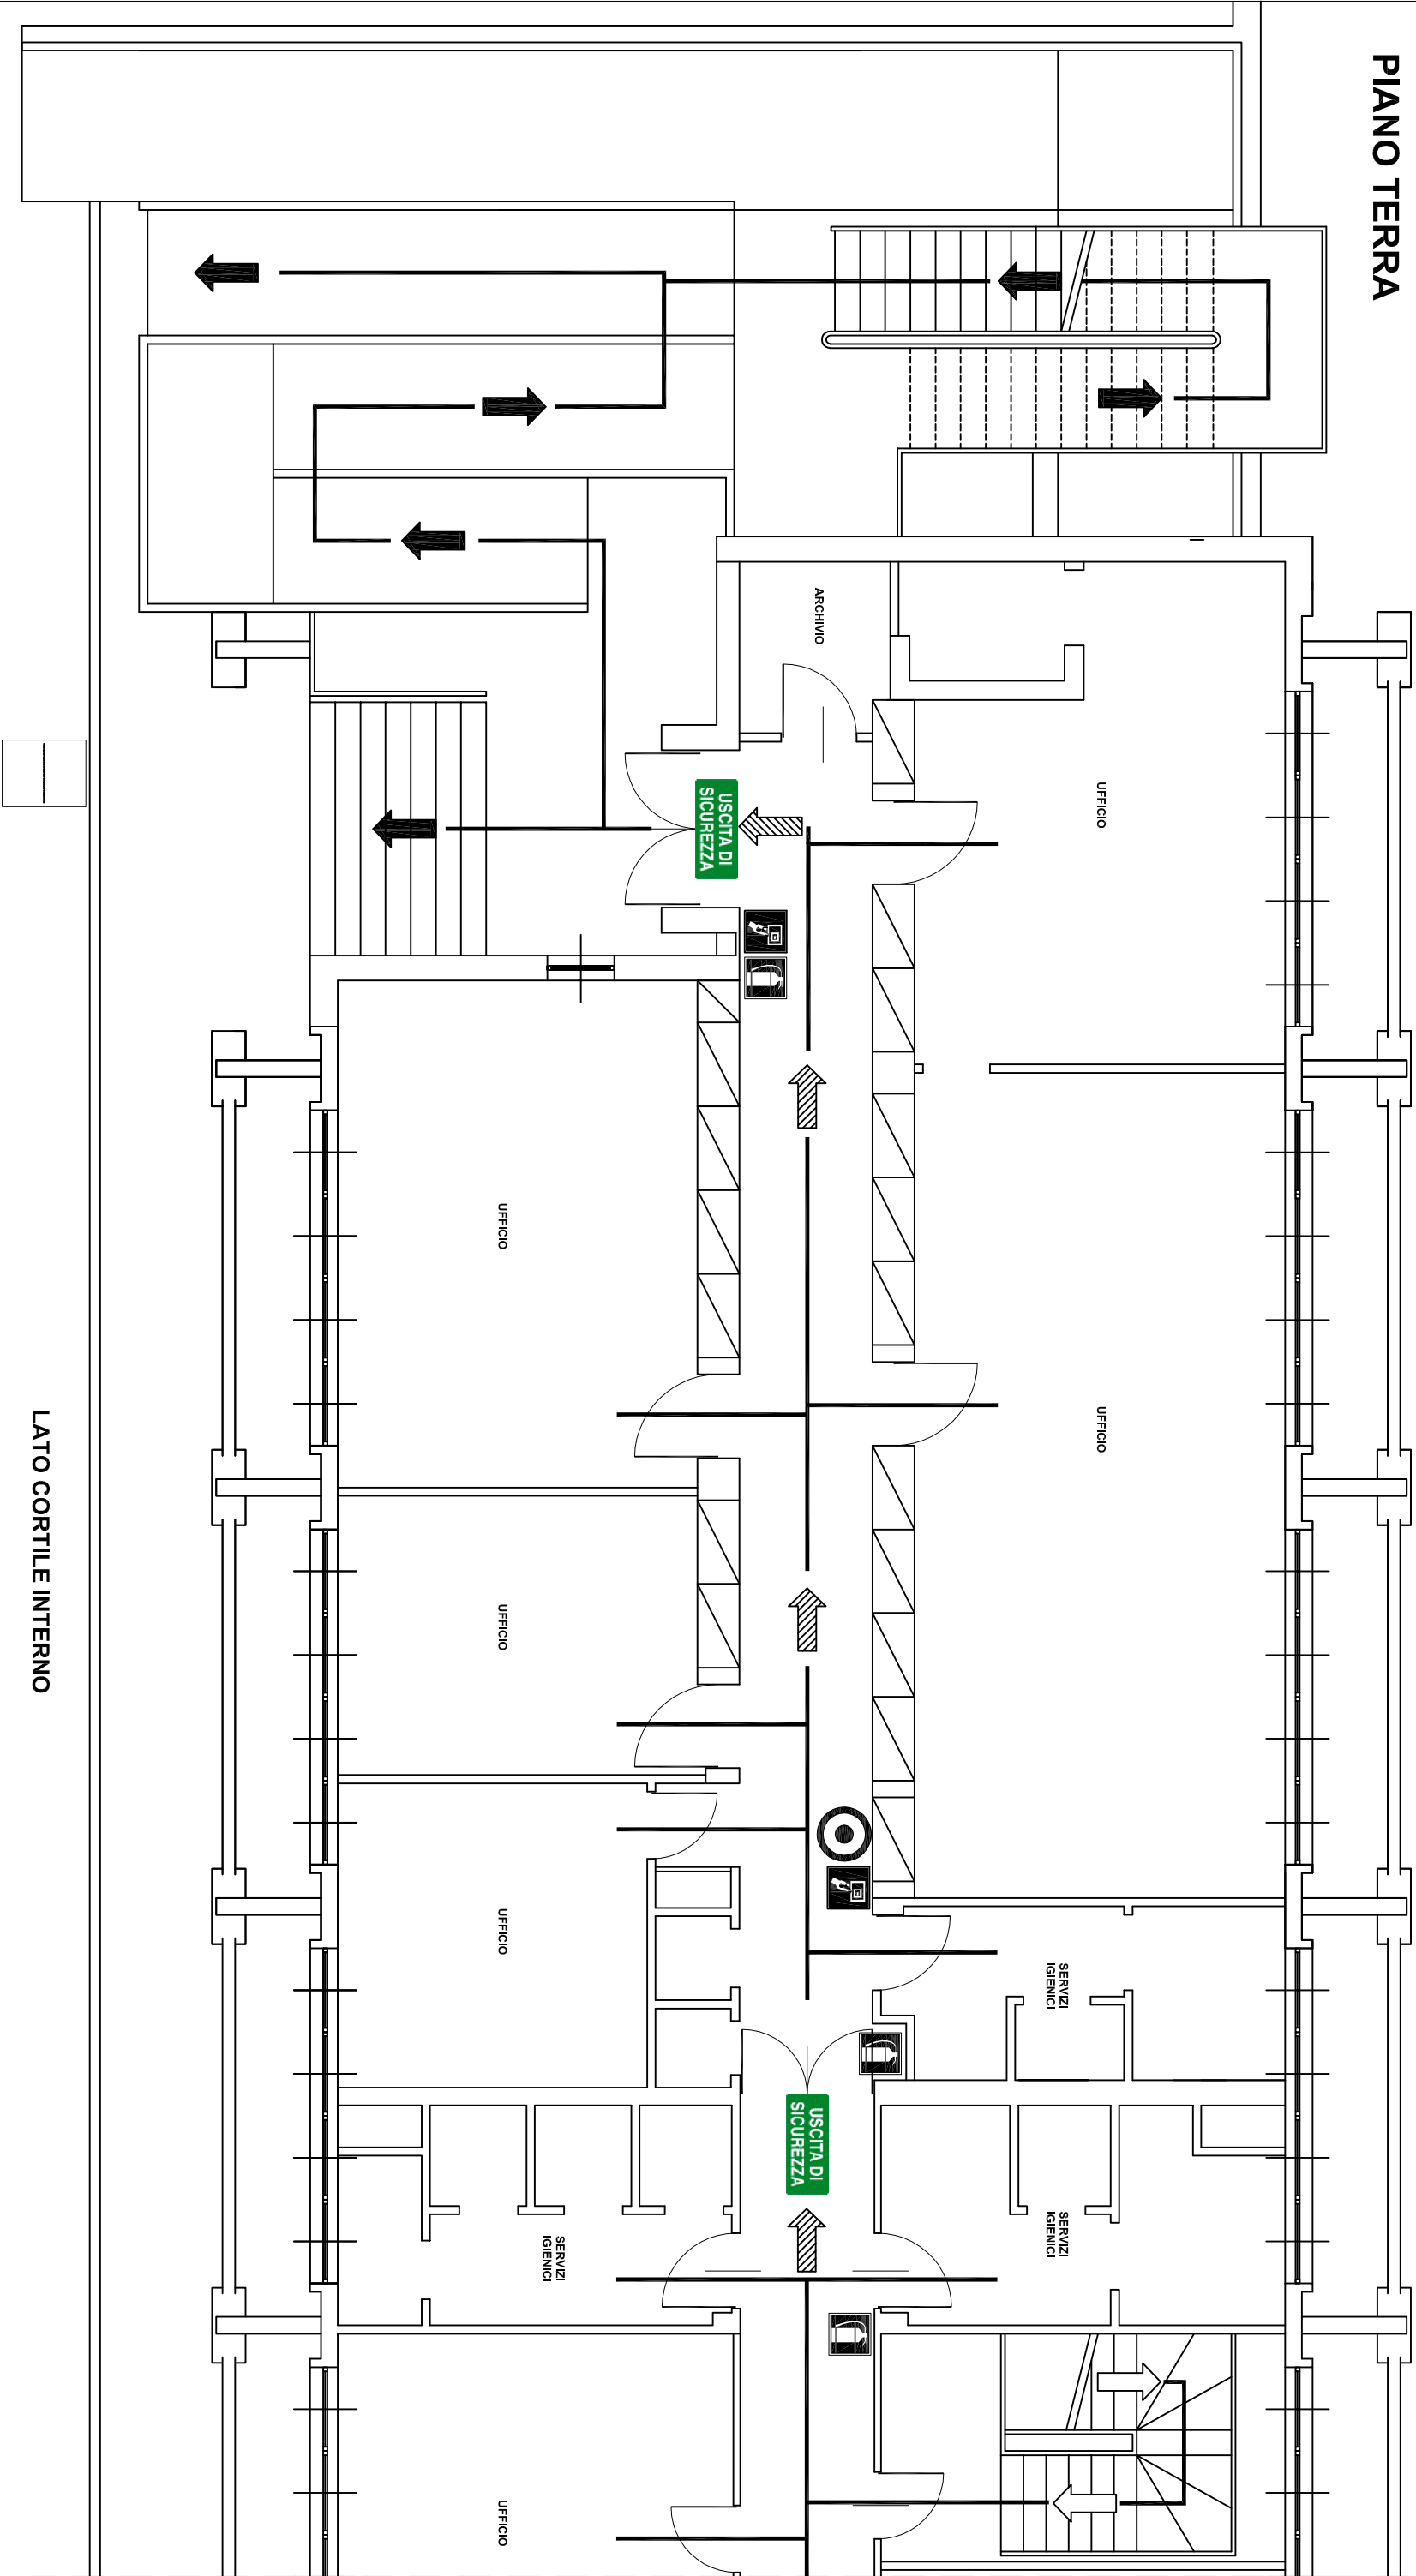 PIANO TERRA
ARCHIVIO
UFFICIO
USCITA DI
SICUREZZA
UFFICIO
UFFICIO
UFFICIO
UFFICIO
SERVIZI
IGIENICI
USCITA DI
SICUREZZA
SERVIZI
IGIENICI
SERVIZI
IGIENICI
UFFICIO
LATO CORTILE INTERNO